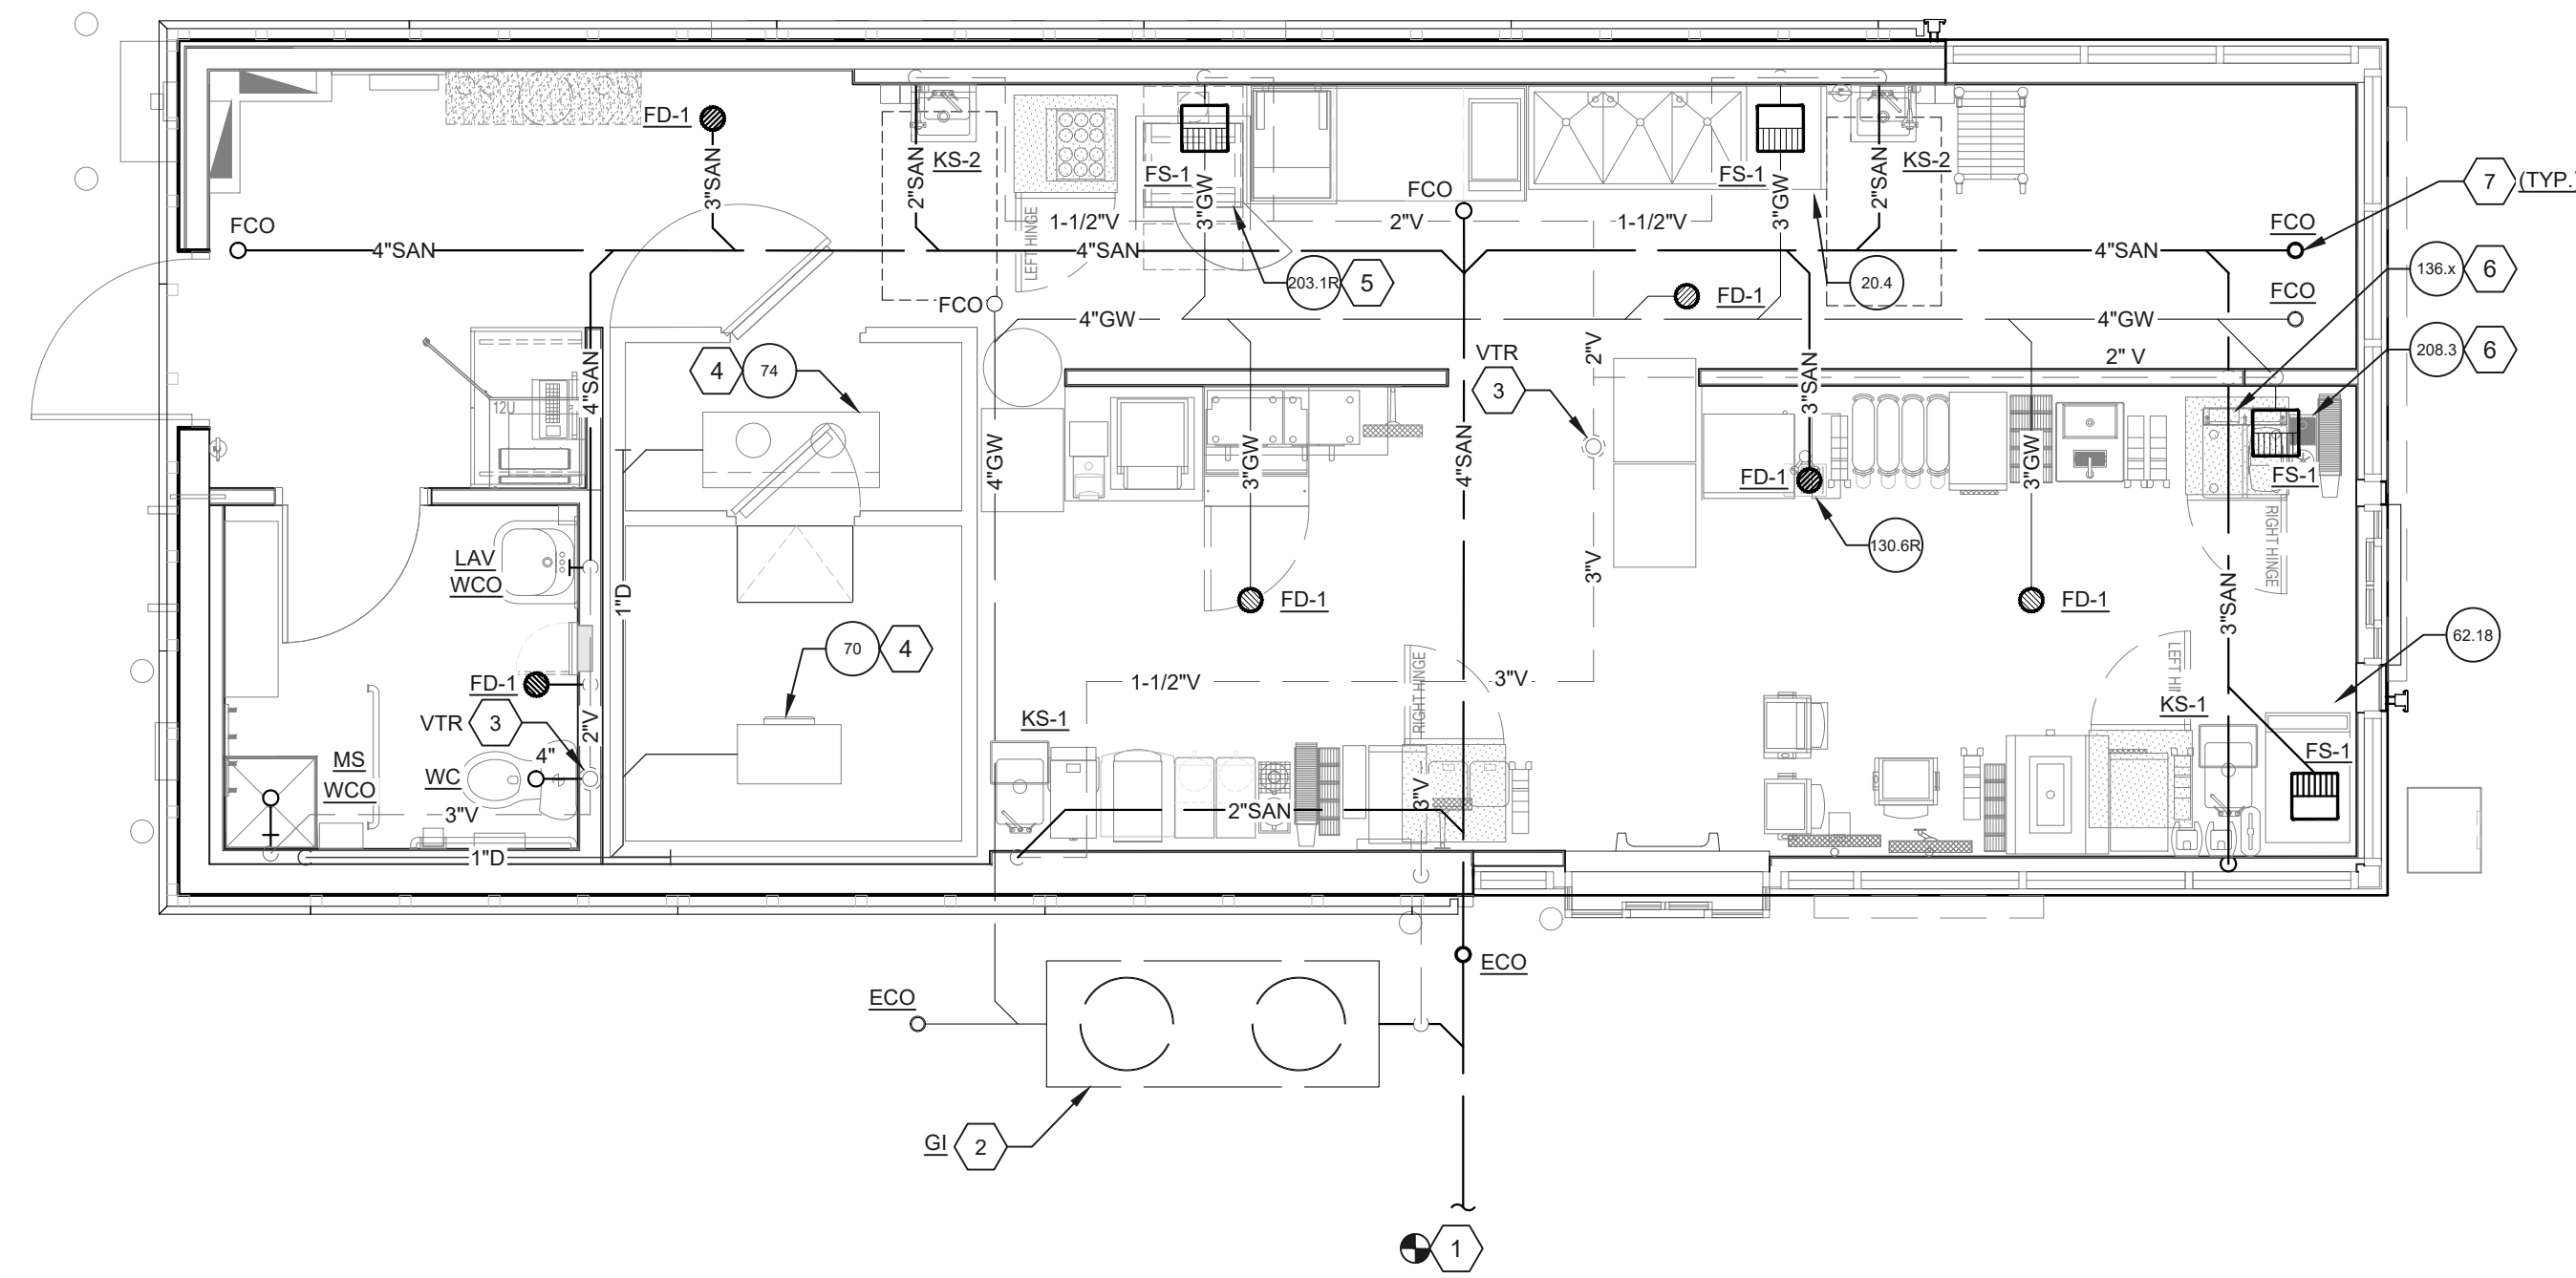 FD-1
3"SAN
2"SAN
KS-2
FS-1
3"GW
FCO
FS-1
3"GW
2"SAN
KS-2
7
(TYP.
FCO
4"SAN
LEFT HINGE
1-1/2"V
4"SAN
2"V
1-1/2"V
4"SAN
FCO
136.x
6
203.1R
5
20.4
FCO
FCO
FD-1
4"GW
4"GW
208.3
6
4"SAN
4
74
VTR
3
2"V
2" V
3"SAN
12U
4"GW
3"GW
4"SAN
FD-1
3"GW
FS-1
RIGHT HINGE
130.6R
LAV
WCO
1"D
3"V
FD-1
FD-1
3"SAN
62.18
70
4
FD-1
VTR
3
2"V
1-1/2"V
RIGHT HINGE
3"V
LEFT HI
KS-1
KS-1
FS-1
MS
WCO
WC
4"
3"V
2"SAN
3"V
1"D
ECO
ECO
GI
2
1